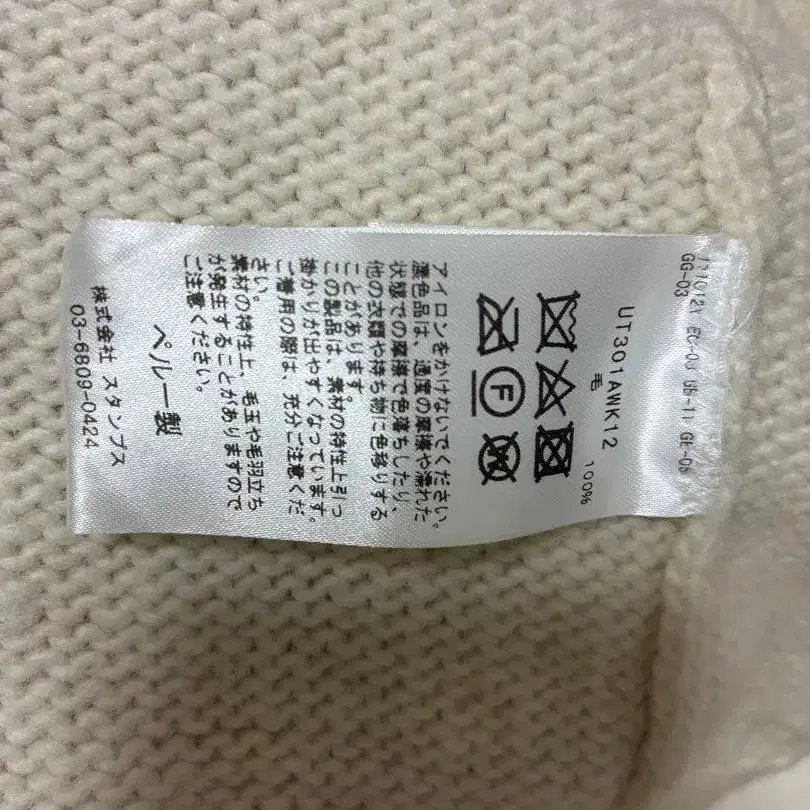 GG-03
UT301AWK12
毛 100%
F
アイロンをかけないでください。
濃色品は、過度の摩擦や濡れた
状態での摩擦で色落ちしたり、
他の衣類や持ち物に色移りする
ことがあります。
この製品は、素材の特性上引っ
掛かりが出やすくなっています。
ご着用の際は、充分ご注意くだ
さい。
素材の特性上、毛玉や毛羽立ち
が発生することがありますので
ご注意ください。
ペルー製
株式会社 スタンプス
03-6809-0424